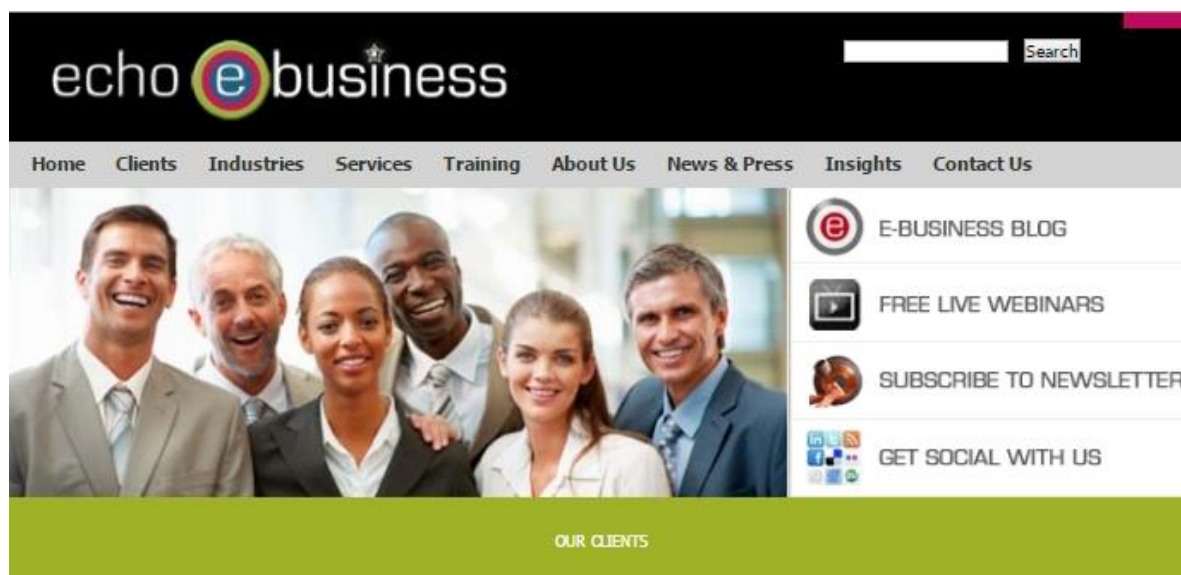 echo e business
Search
Home Clients Industries Services Training About Us News & Press Insights Contact Us
E-BUSINESS BLOG
FREE LIVE WEBINARS
SUBSCRIBE TO NEWSLETTER
GET SOCIAL WITH US
OUR CLIENTS